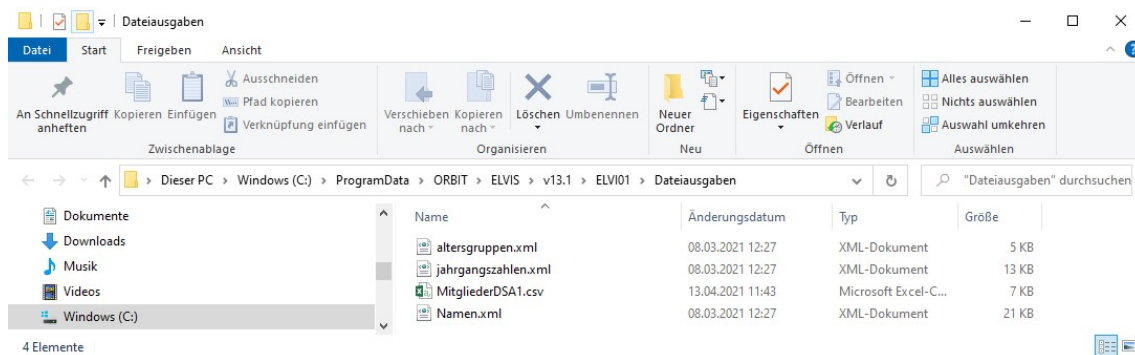 Dateiausgaben
Datei Start Freigeben Ansicht
An Schnellzugriff anheften
Kopieren
Einfügen
Ausschneiden
Pfad kopieren
Verknüpfung einfügen
Zwischenablage
Verschieben nach
Kopieren nach
Löschen
Umbenennen
Organisieren
Neuer Ordner
Neu
Eigenschaften
Öffnen
Bearbeiten
Verlauf
Öffnen
Alles auswählen
Nichts auswählen
Auswahl umkehren
Auswählen
Dieser PC > Windows (C:) > ProgramData > ORBIT > ELVIS > v13.1 > ELVI01 > Dateiausgaben
"Dateiausgaben" durchsuchen
Dokumente
Downloads
Musik
Videos
Windows (C:)
Name Änderungsdatum Typ Größe
altersgruppen.xml 08.03.2021 12:27 XML-Dokument 5 KB
jahrgangszahlen.xml 08.03.2021 12:27 XML-Dokument 13 KB
MitgliederDSA1.csv 13.04.2021 11:43 Microsoft Excel-C... 7 KB
Namen.xml 08.03.2021 12:27 XML-Dokument 21 KB
4 Elemente